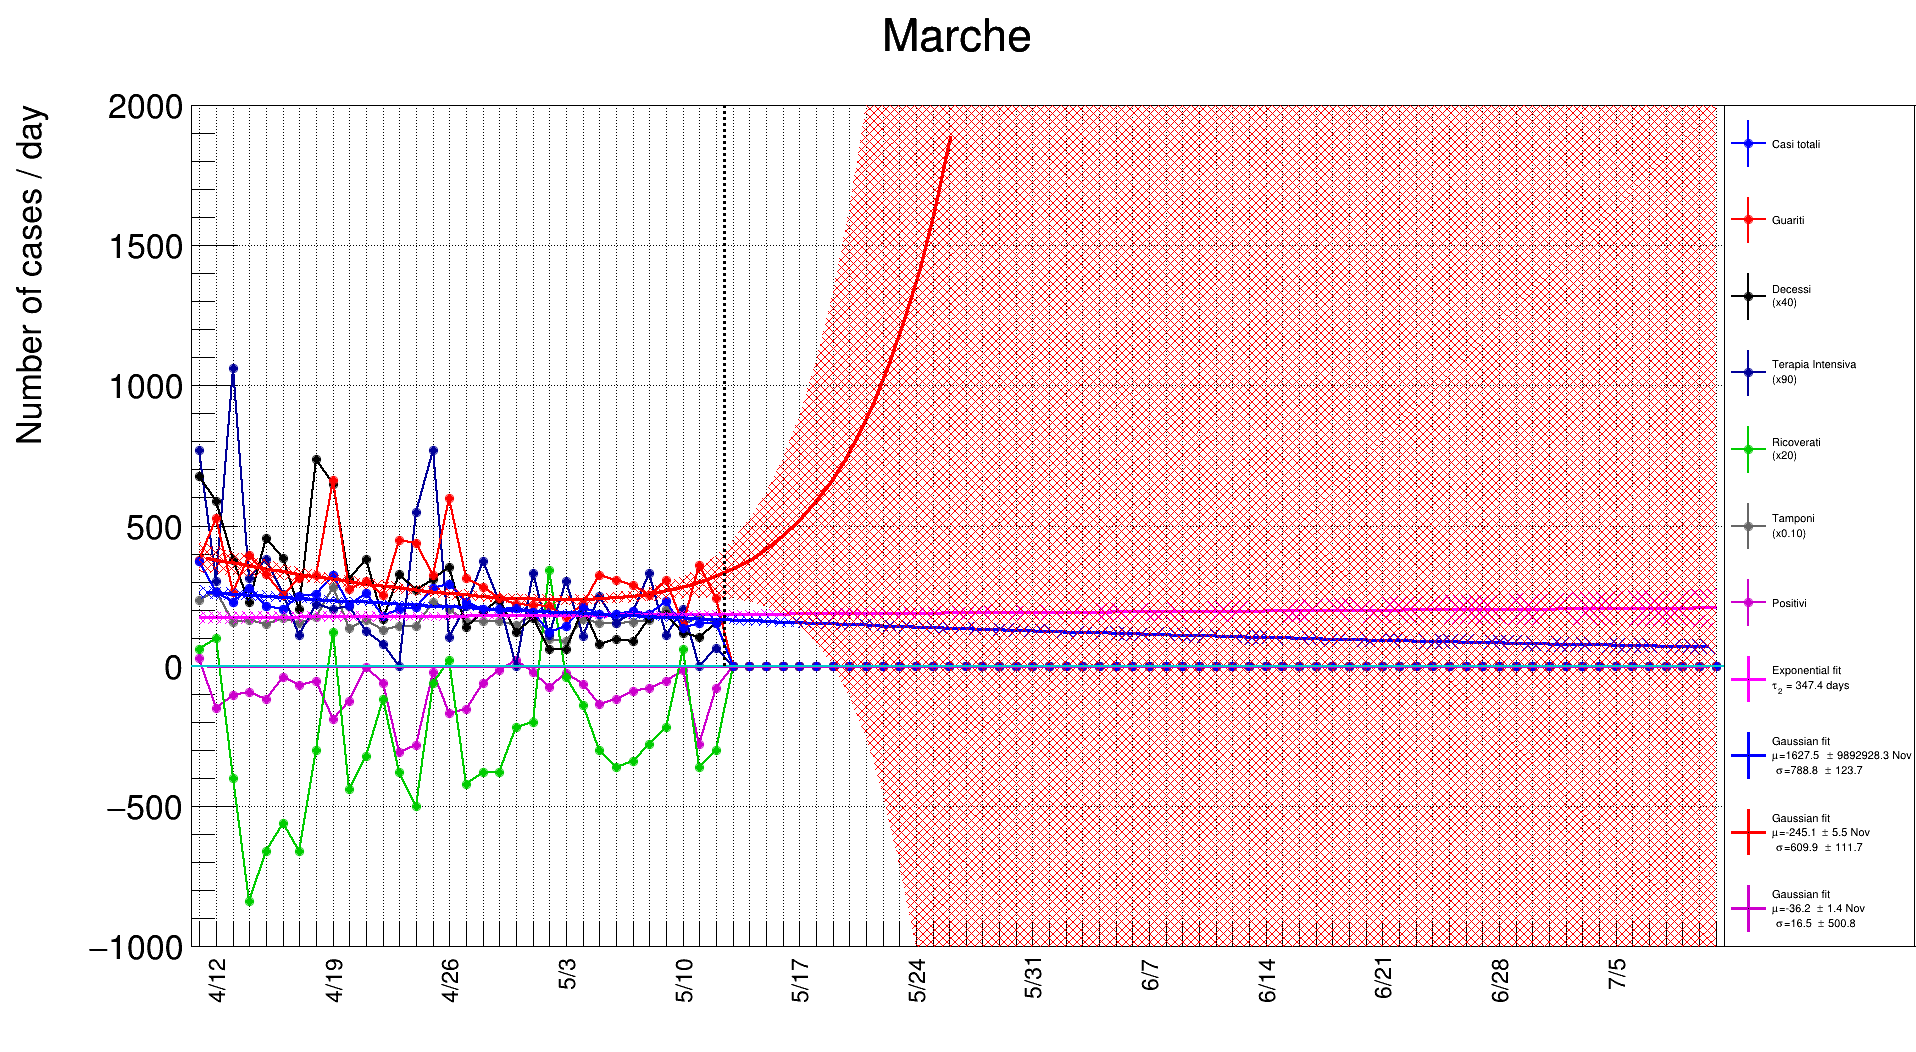 Marche
Number of cases / day
2000
1500
1000
500
0
−500
−1000
4/12
4/19
4/26
5/3
5/10
5/17
5/24
5/31
6/7
6/14
6/21
6/28
7/5
Casi totali
Guariti
Decessi
(x40)
Terapia Intensiva
(x90)
Ricoverati
(x20)
Tamponi
(x0.10)
Positivi
Exponential fit
τ2 = 347.4 days
Gaussian fit
μ=1627.5 ± 9892928.3 Nov
σ=788.8 ± 123.7
Gaussian fit
μ=-245.1 ± 5.5 Nov
σ=609.9 ± 111.7
Gaussian fit
μ=-36.2 ± 1.4 Nov
σ=16.5 ± 500.8